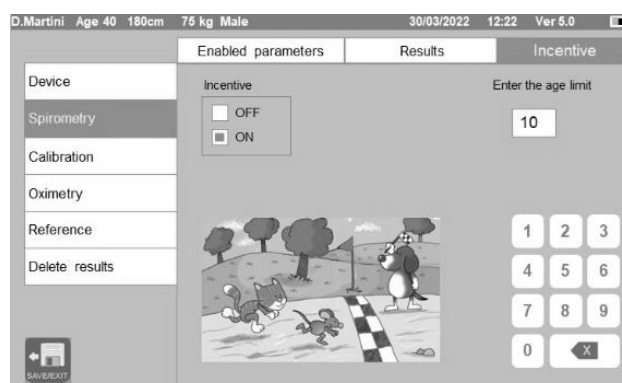 D.Martini Age 40 180cm 75 kg Male 30/03/2022 12:22 Ver 5.0
Enabled parameters Results Incentive
Device
Spirometry
Calibration
Oximetry
Reference
Delete results
Incentive
OFF
ON
Enter the age limit
10
1 2 3
4 5 6
7 8 9
0 X
SAVE/EXIT